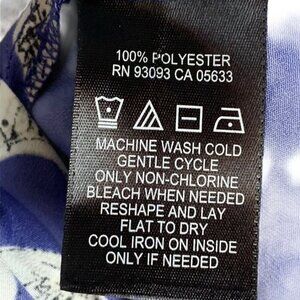 100% POLYESTER
RN 93093 CA 05633
MACHINE WASH COLD
GENTLE CYCLE
ONLY NON-CHLORINE
BLEACH WHEN NEEDED
RESHAPE AND LAY
FLAT TO DRY
COOL IRON ON INSIDE
ONLY IF NEEDED